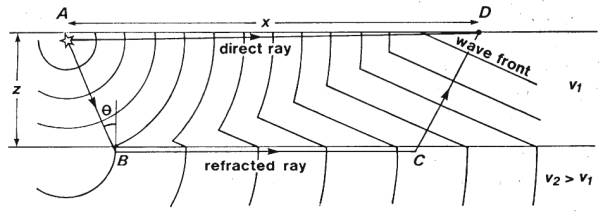 A
x
D
direct ray
wave front
z
θ
v₁
B
refracted ray
C
v₂ > v₁